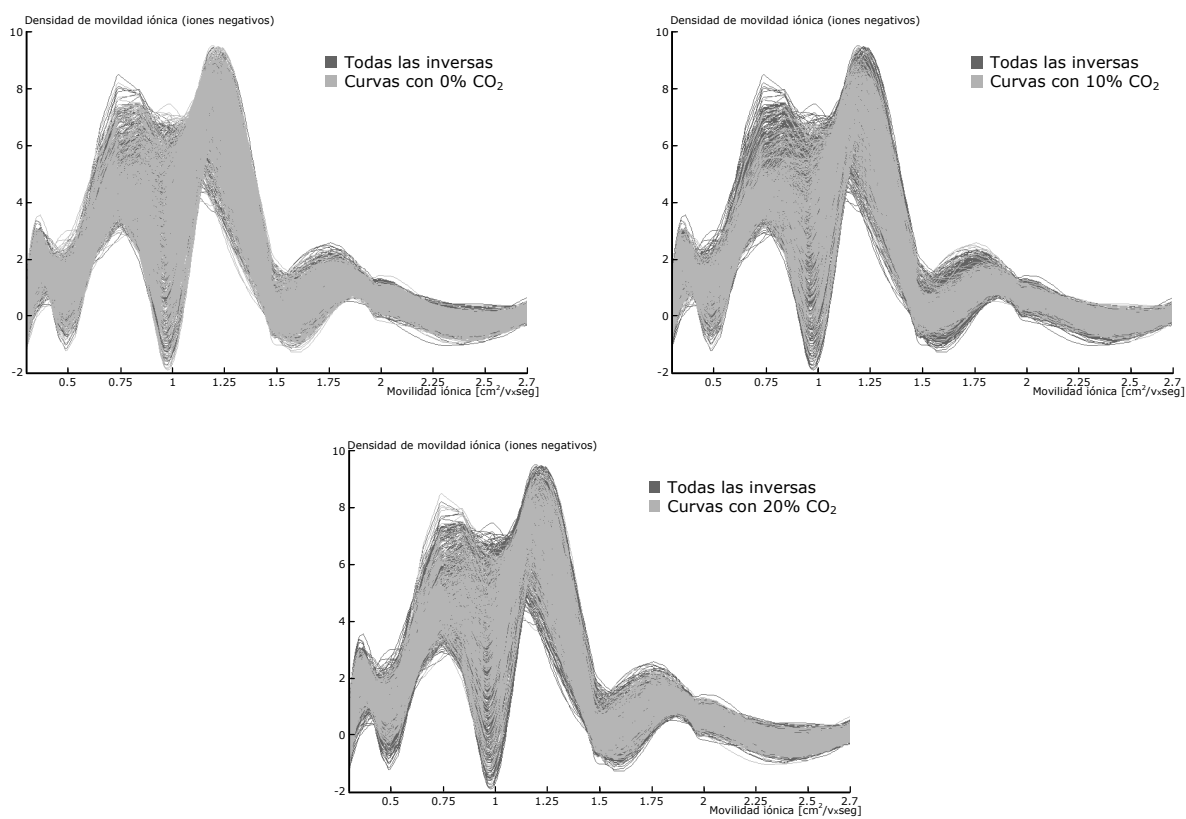 Densidad de movildad iónica (iones negativos)
10
8
6
4
2
0
-2
Todas las inversas
Curvas con 0% CO₂
0.5 0.75 1 1.25 1.5 1.75 2 2.25 2.5 2.7
Movilidad iónica [cm²/vxseg]
Densidad de movildad iónica (iones negativos)
10
8
6
4
2
0
-2
Todas las inversas
Curvas con 10% CO₂
0.5 0.75 1 1.25 1.5 1.75 2 2.25 2.5 2.7
Movilidad iónica [cm²/vxseg]
Densidad de movildad iónica (iones negativos)
10
8
6
4
2
0
-2
Todas las inversas
Curvas con 20% CO₂
0.5 0.75 1 1.25 1.5 1.75 2 2.25 2.5 2.7
Movilidad iónica [cm²/vxseg]